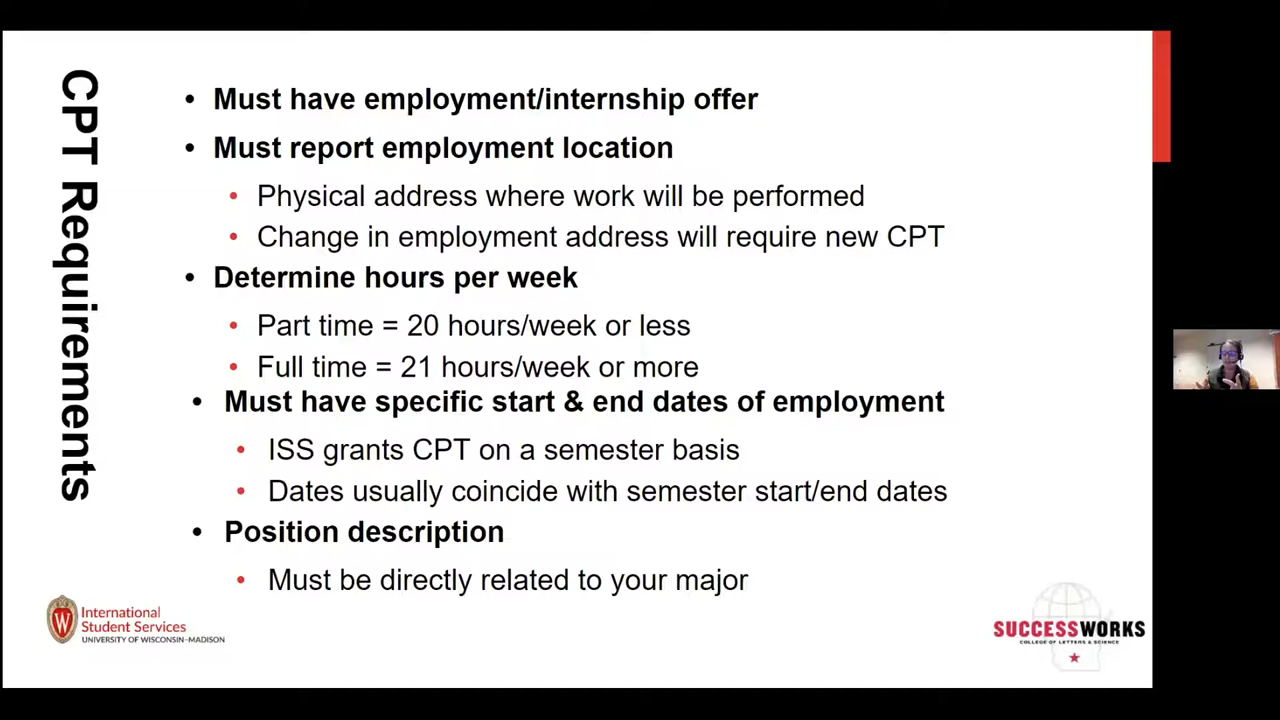 CPT Requirements
• Must have employment/internship offer
• Must report employment location
• Physical address where work will be performed
• Change in employment address will require new CPT
• Determine hours per week
• Part time = 20 hours/week or less
• Full time = 21 hours/week or more
• Must have specific start & end dates of employment
• ISS grants CPT on a semester basis
• Dates usually coincide with semester start/end dates
• Position description
• Must be directly related to your major
W
International
Student Services
UNIVERSITY OF WISCONSIN–MADISON
SUCCESSWORKS
COLLEGE OF LETTERS & SCIENCE